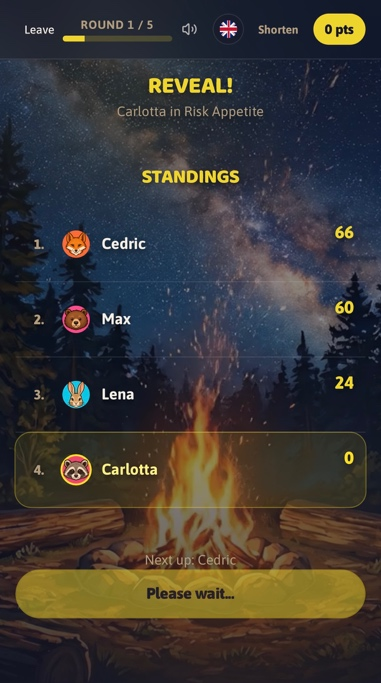 Leave
ROUND 1 / 5
Shorten
0 pts
REVEAL!
Carlotta in Risk Appetite
STANDINGS
1. Cedric 66
2. Max 60
3. Lena 24
4. Carlotta 0
Next up: Cedric
Please wait...